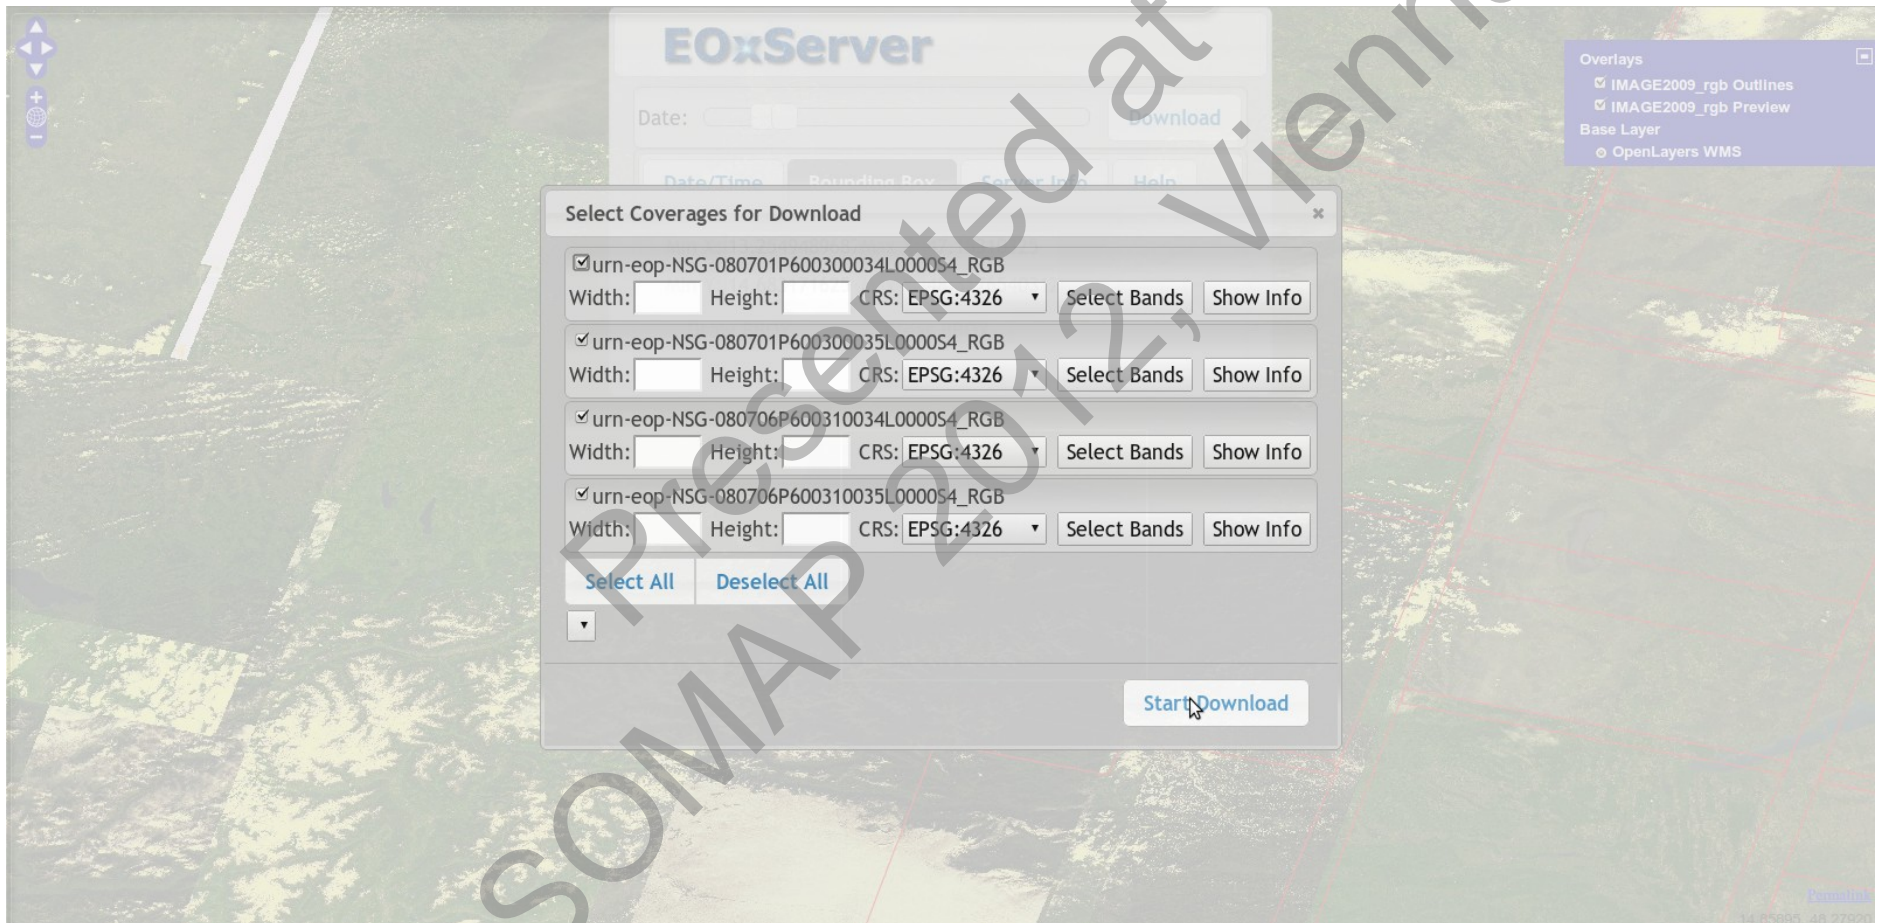 EOxServer
Overlays
IMAGE2009_rgb Outlines
IMAGE2009_rgb Preview
Base Layer
OpenLayers WMS
Date:
Download
Date/Time
Bounding Box
Server Info
Help
Select Coverages for Download
urn-eop-NSG-080701P600300034L0000S4_RGB
Width: Height: CRS: EPSG:4326 Select Bands Show Info
urn-eop-NSG-080701P600300035L0000S4_RGB
Width: Height: CRS: EPSG:4326 Select Bands Show Info
urn-eop-NSG-080706P600310034L0000S4_RGB
Width: Height: CRS: EPSG:4326 Select Bands Show Info
urn-eop-NSG-080706P600310035L0000S4_RGB
Width: Height: CRS: EPSG:4326 Select Bands Show Info
Select All
Deselect All
Start Download
Presented at
SOMAP 2012,
Permalink